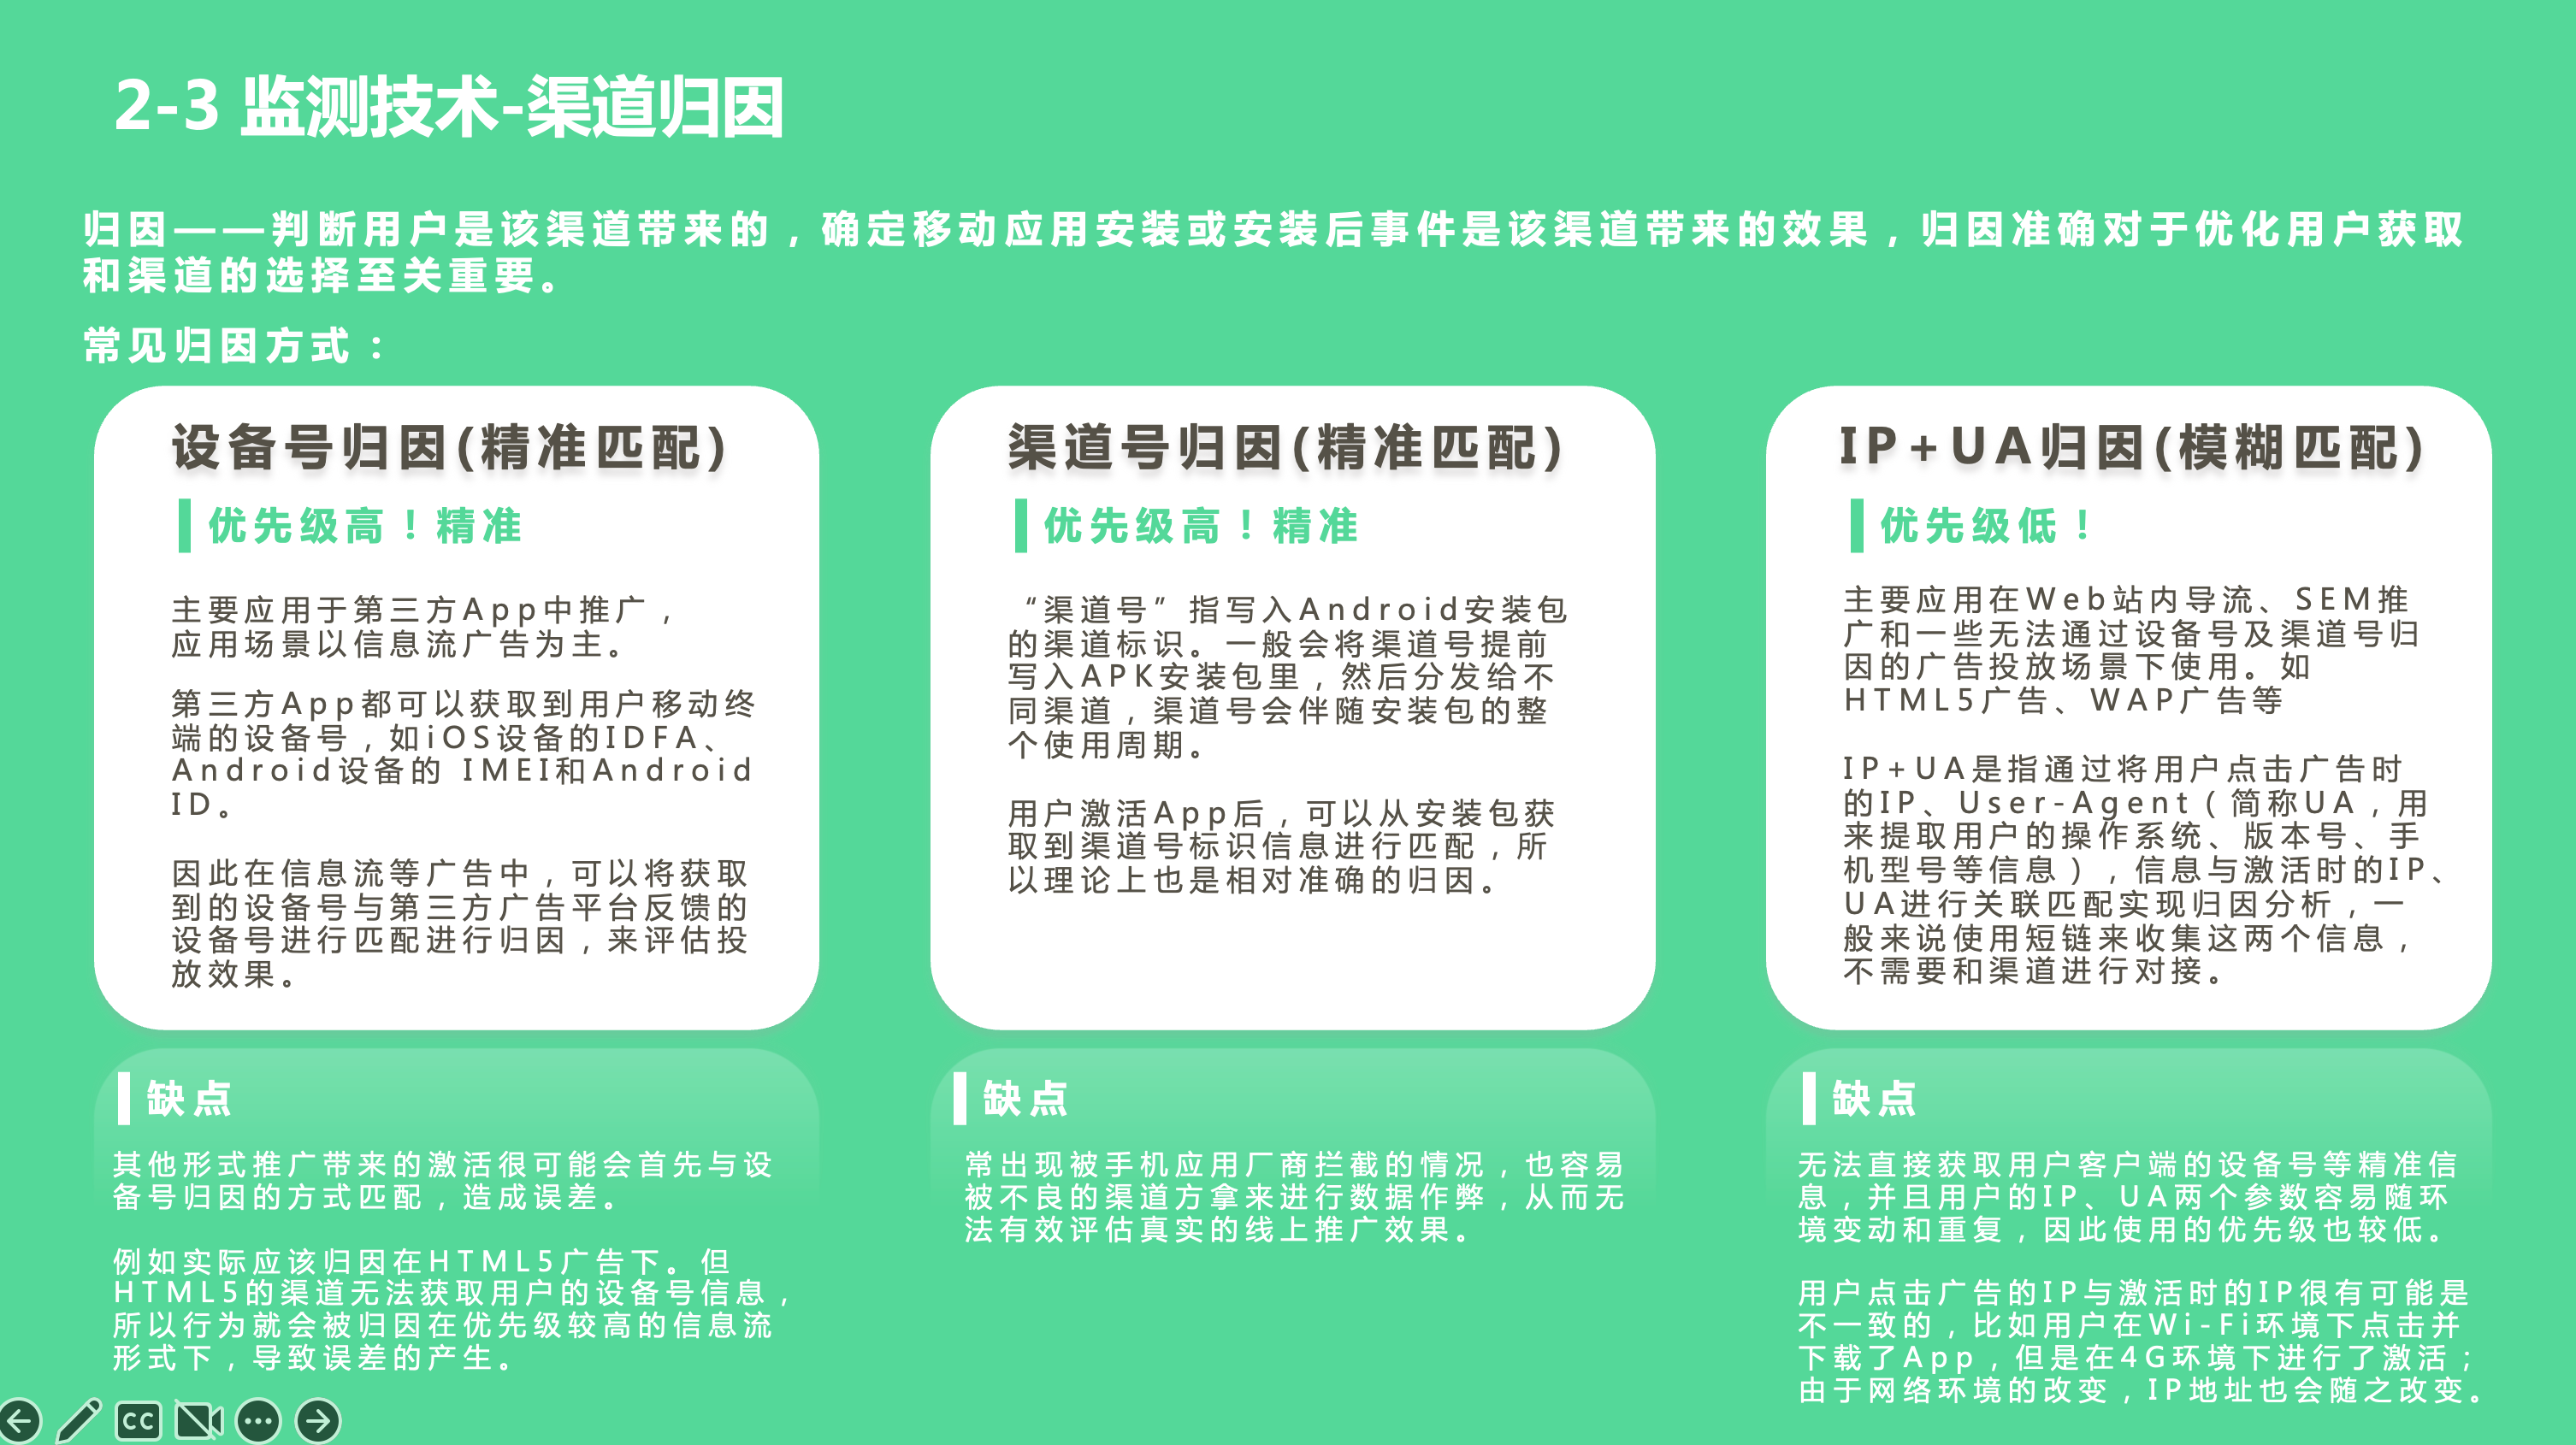 2-3 监测技术-渠道归因
归因——判断用户是该渠道带来的，确定移动应用安装或安装后事件是该渠道带来的效果，归因准确对于优化用户获取
和渠道的选择至关重要。
常见归因方式：
设备号归因(精准匹配)
优先级高！精准
主要应用于第三方App中推广，
应用场景以信息流广告为主。
第三方App都可以获取到用户移动终
端的设备号，如iOS设备的IDFA、
Android设备的 IMEI和Android
ID。
因此在信息流等广告中，可以将获取
到的设备号与第三方广告平台反馈的
设备号进行匹配进行归因，来评估投
放效果。
缺点
其他形式推广带来的激活很可能会首先与设
备号归因的方式匹配，造成误差。
例如实际应该归因在HTML5广告下。但
HTML5的渠道无法获取用户的设备号信息，
所以行为就会被归因在优先级较高的信息流
形式下，导致误差的产生。
渠道号归因(精准匹配)
优先级高！精准
“渠道号”指写入Android安装包
的渠道标识。一般会将渠道号提前
写入APK安装包里，然后分发给不
同渠道，渠道号会伴随安装包的整
个使用周期。
用户激活App后，可以从安装包获
取到渠道号标识信息进行匹配，所
以理论上也是相对准确的归因。
缺点
常出现被手机应用厂商拦截的情况，也容易
被不良的渠道方拿来进行数据作弊，从而无
法有效评估真实的线上推广效果。
IP+UA归因(模糊匹配)
优先级低！
主要应用在Web站内导流、SEM推
广和一些无法通过设备号及渠道号归
因的广告投放场景下使用。如
HTML5广告、WAP广告等
IP+UA是指通过将用户点击广告时
的IP、User-Agent（简称UA，用
来提取用户的操作系统、版本号、手
机型号等信息），信息与激活时的IP、
UA进行关联匹配实现归因分析，一
般来说使用短链来收集这两个信息，
不需要和渠道进行对接。
缺点
无法直接获取用户客户端的设备号等精准信
息，并且用户的IP、UA两个参数容易随环
境变动和重复，因此使用的优先级也较低。
用户点击广告的IP与激活时的IP很有可能是
不一致的，比如用户在Wi-Fi环境下点击并
下载了App，但是在4G环境下进行了激活；
由于网络环境的改变，IP地址也会随之改变。
CC